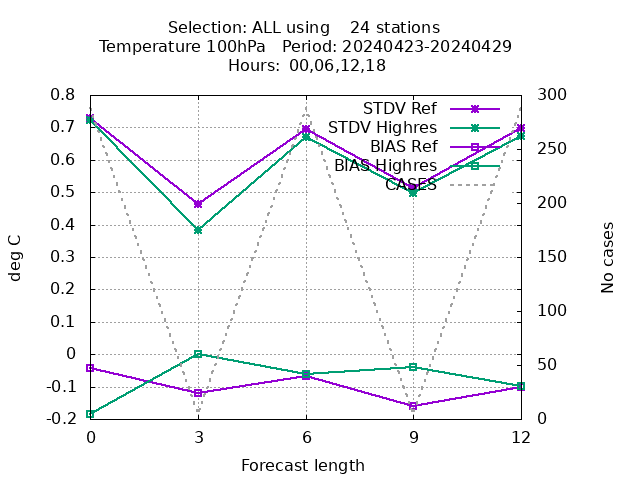 Selection: ALL using    24 stations
Temperature 100hPa   Period: 20240423-20240429
Hours: 00,06,12,18
STDV Ref
STDV Highres
BIAS Ref
BIAS Highres
CASES
0.8
0.7
0.6
0.5
0.4
0.3
0.2
0.1
0
-0.1
-0.2
300
250
200
150
100
50
0
deg C
No cases
0 3 6 9 12
Forecast length